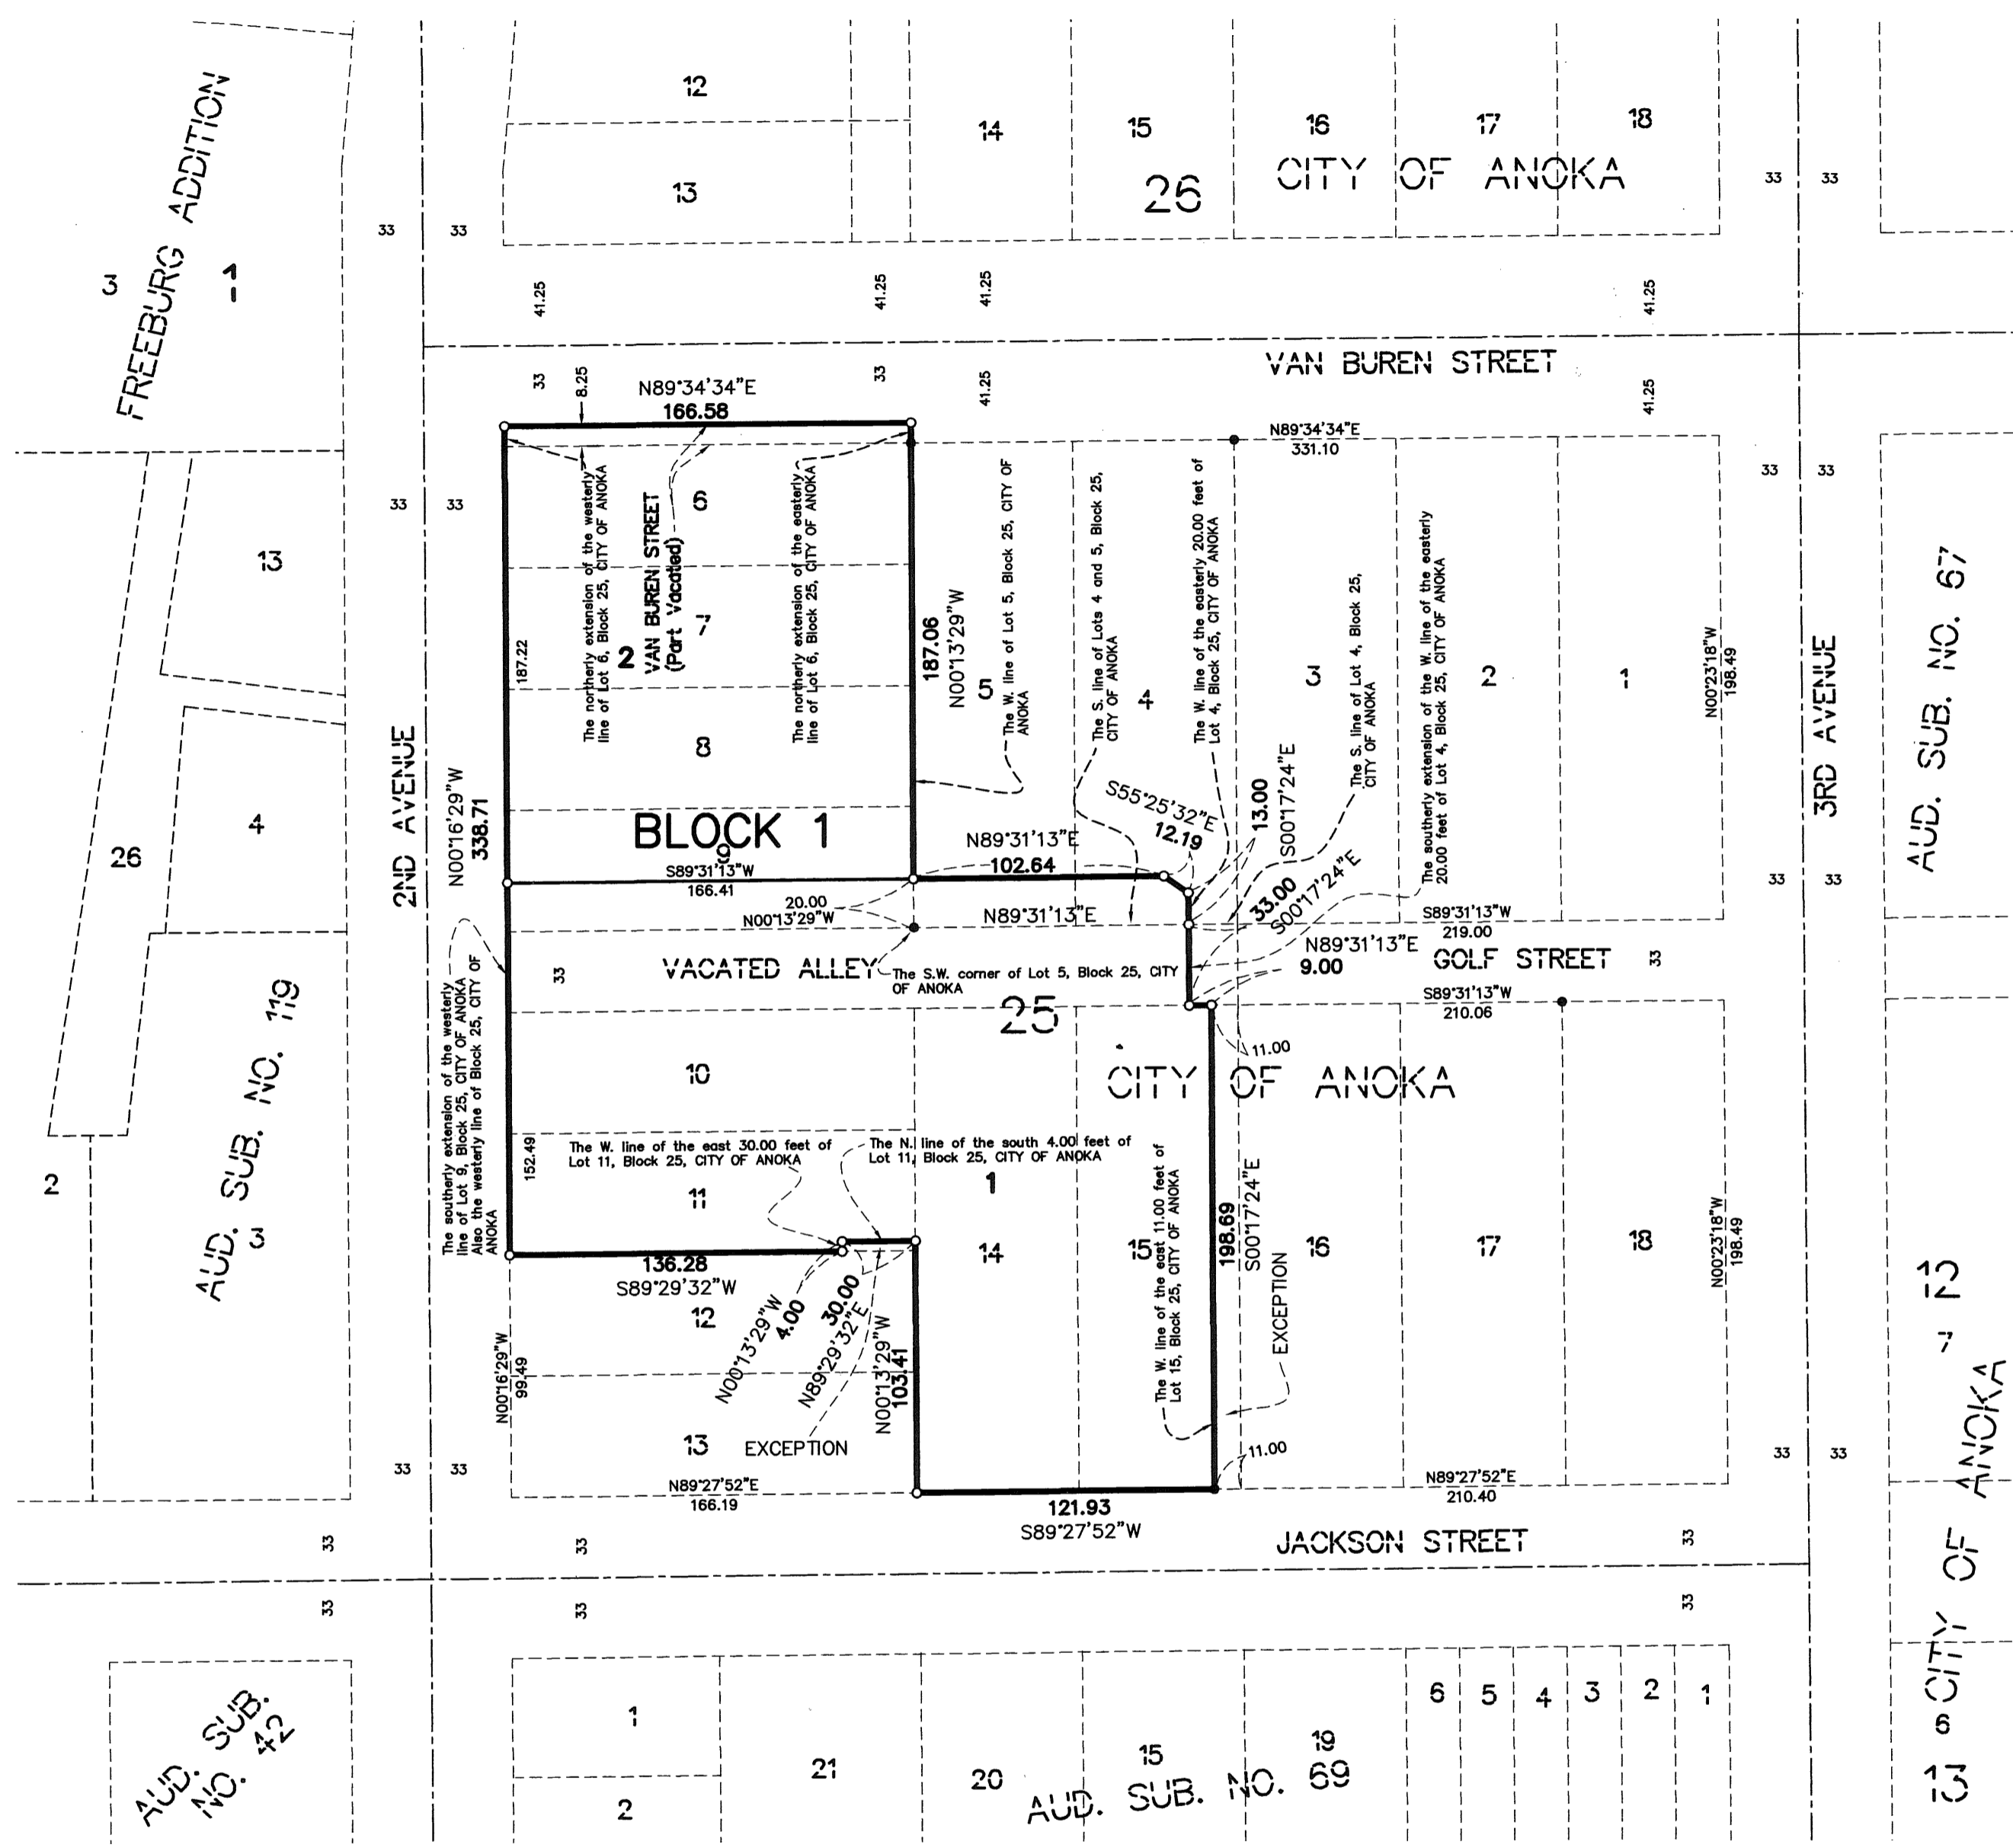 12
14
15
16
17
18
13
26
CITY OF ANOKA
FREEBURG ADDITION
3
1
33
33
33
33
41.25
41.25
41.25
41.25
VAN BUREN STREET
33
8.25
33
41.25
41.25
N89°34'34"E
166.58
N89°34'34"E
331.10
33
33
33
33
The northerly extension of the westerly
line of Lot 6, Block 25, CITY OF ANOKA
VAN BUREN STREET
(Part Vacated)
The northerly extension of the easterly
line of Lot 6, Block 25, CITY OF ANOKA
6
7
2
8
187.22
187.06
N00°13'29"W
5
The W. line of Lot 5, Block 25, CITY OF
ANOKA
The S. line of Lots 4 and 5, Block 25,
CITY OF ANOKA
4
The W. line of the easterly 20.00 feet of
Lot 4, Block 25, CITY OF ANOKA
3
The S. line of Lot 4, Block 25,
CITY OF ANOKA
The southerly extension of the W. line of the easterly
20.00 feet of Lot 4, Block 25, CITY OF ANOKA
2
1
N00°23'18"W
198.49
3RD AVENUE
AUD. SUB. NO. 67
13
4
26
2ND AVENUE
N00°16'29"W
338.71
BLOCK 1
9
S89°31'13"W
166.41
20.00
N00°13'29"W
N89°31'13"E
102.64
S55°25'32"E
12.19
13.00
S00°17'24"E
33.00
S00°17'24"E
N89°31'13"E
33
33
S89°31'13"W
219.00
N89°31'13"E
9.00
GOLF STREET
33
S89°31'13"W
210.06
VACATED ALLEY
33
The S.W. corner of Lot 5, Block 25, CITY
OF ANOKA
25
11.00
CITY OF ANOKA
The southerly extension of the westerly
line of Lot 9, Block 25, CITY OF ANOKA
Also the westerly line of Block 25, CITY OF
ANOKA
AUD. SUB. NO. 119
3
2
10
152.49
The W. line of the east 30.00 feet of
Lot 11, Block 25, CITY OF ANOKA
The N. line of the south 4.00 feet of
Lot 11, Block 25, CITY OF ANOKA
11
1
14
15
The W. line of the east 11.00 feet of
Lot 15, Block 25, CITY OF ANOKA
198.69
S00°17'24"E
EXCEPTION
16
17
18
N00°23'18"W
198.49
136.28
S89°29'32"W
12
N00°13'29"W
4.00
30.00
N89°29'32"E
N00°13'29"W
103.41
N00°16'29"W
99.49
13
EXCEPTION
11.00
33
33
33
33
N89°27'52"E
166.19
121.93
S89°27'52"W
N89°27'52"E
210.40
12
7
CITY OF ANOKA
6
13
33
33
JACKSON STREET
33
33
33
33
AUD. SUB.
NO. 42
1
2
21
20
15
19
AUD. SUB. NO. 69
6
5
4
3
2
1